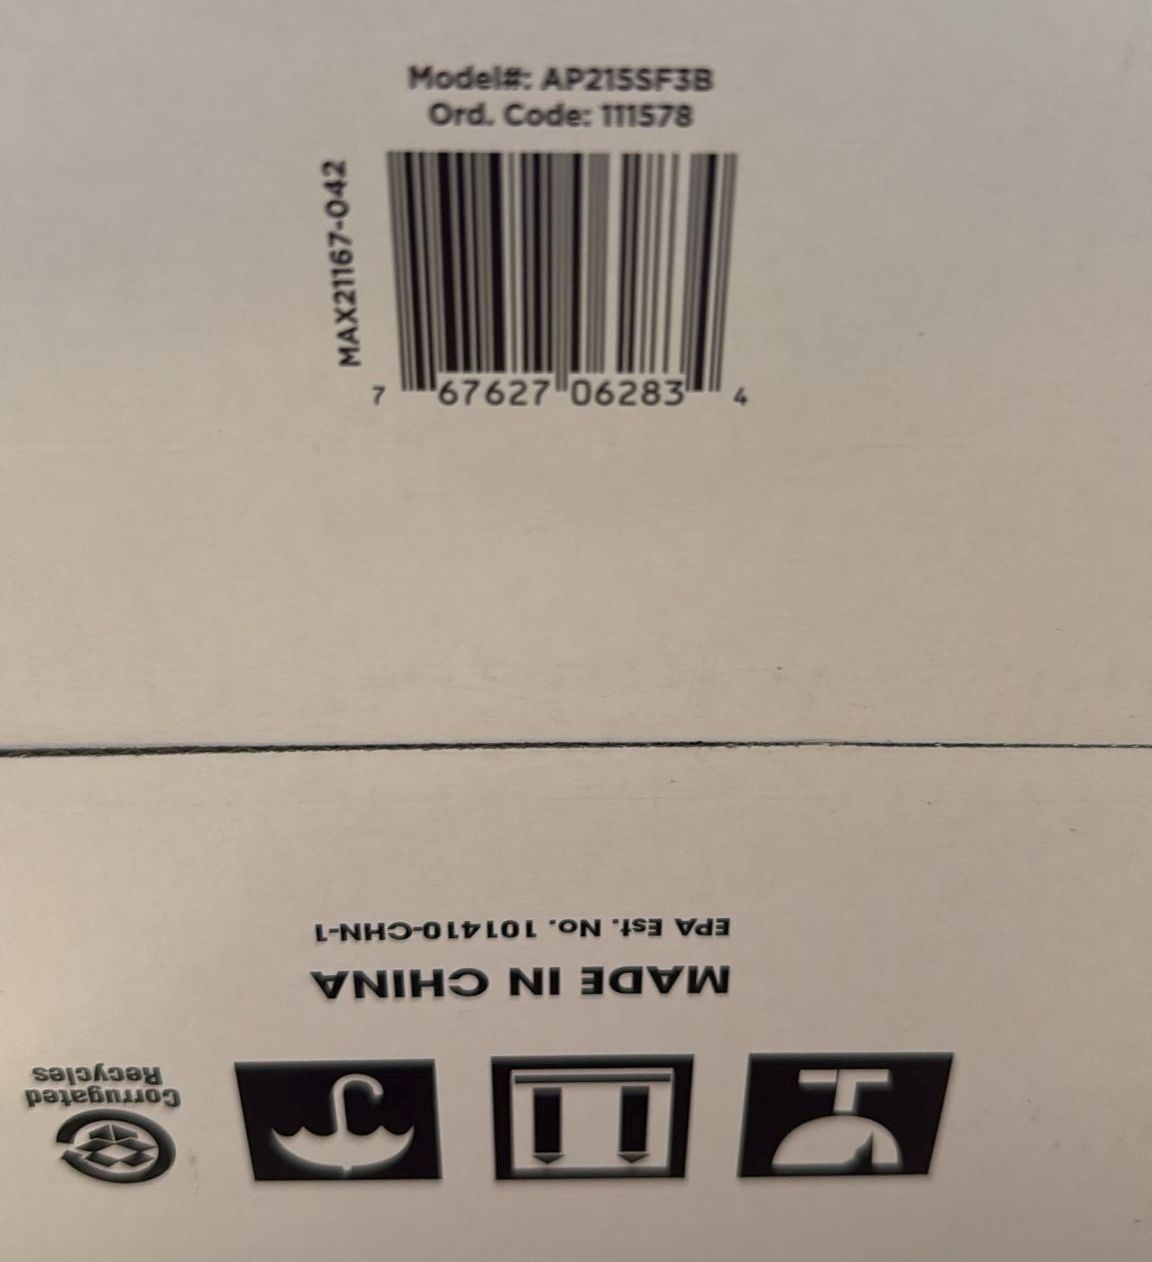 Model#: AP215SF3B
Ord. Code: 111578
MAX21167-042
7 67627 06283 4
EPA Est. No. 101410-CHN-1
MADE IN CHINA
Corrugated
Recycles